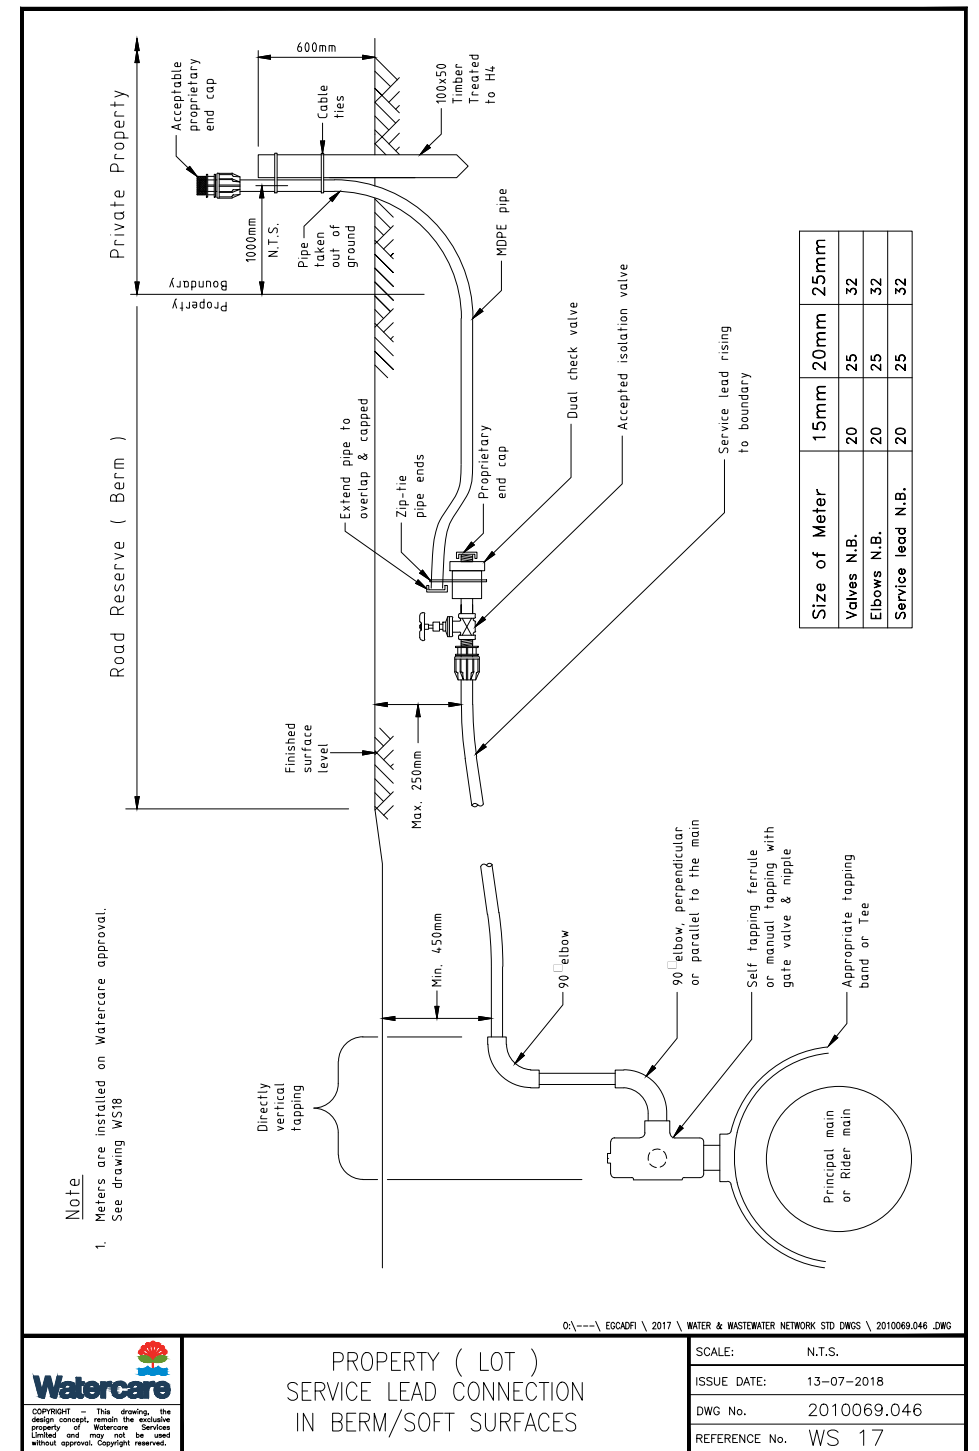 Note
1. Meters are installed on Watercare approval.
See drawing WS18
Private Property
Road Reserve ( Berm )
Property
Boundary
Acceptable
proprietary
end cap
600mm
Cable
ties
100x50
Timber
Treated
to H4
1000mm
N.T.S.
Pipe
taken
out of
ground
MDPE pipe
Extend pipe to
overlap & capped
Zip-tie
pipe ends
Proprietary
end cap
Dual check valve
Accepted isolation valve
Service lead rising
to boundary
Finished
surface
level
Max. 250mm
Min. 450mm
Directly
vertical
tapping
90□elbow
90□elbow, perpendicular
or parallel to the main
Self tapping ferrule
or manual tapping with
gate valve & nipple
Appropriate tapping
band or Tee
Principal main
or Rider main
Size of Meter 15mm 20mm 25mm
Valves N.B. 20 25 32
Elbows N.B. 20 25 32
Service lead N.B. 20 25 32
O:\---\ EGCADFI \ 2017 \ WATER & WASTEWATER NETWORK STD DWGS \ 2010069.046 .DWG
Watercare
COPYRIGHT - This drawing, the
design concept, remain the exclusive
property of Watercare Services
Limited and may not be used
without approval. Copyright reserved.
PROPERTY ( LOT )
SERVICE LEAD CONNECTION
IN BERM/SOFT SURFACES
SCALE: N.T.S.
ISSUE DATE: 13-07-2018
DWG No. 2010069.046
REFERENCE No. WS 17